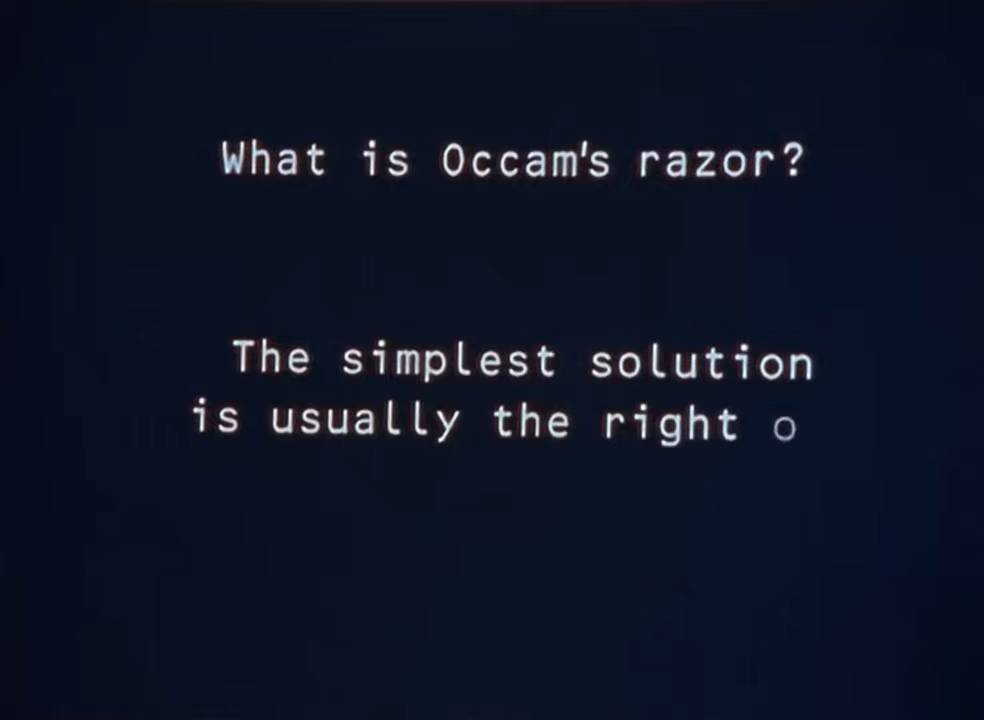 What is Occam's razor?
The simplest solution
is usually the right o